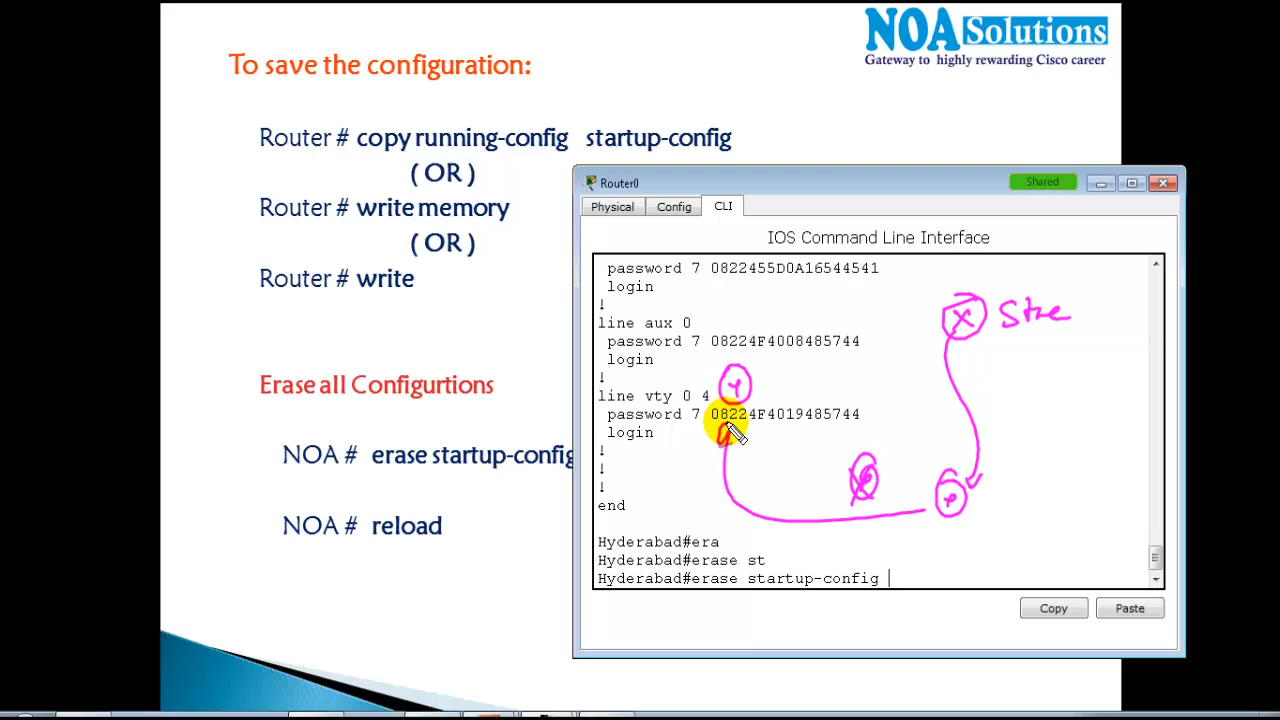 NOA Solutions
Gateway to highly rewarding Cisco career
To save the configuration:
Router # copy running-config startup-config
( OR )
Router # write memory
( OR )
Router # write
Erase all Configurtions
NOA # erase startup-config
NOA # reload
Router0
Shared
Physical
Config
CLI
IOS Command Line Interface
password 7 0822455D0A16544541
login
!
line aux 0
password 7 08224F4008485744
login
!
line vty 0 4
password 7 08224F4019485744
login
!
!
!
end
Hyderabad#era
Hyderabad#erase st
Hyderabad#erase startup-config
Copy
Paste
X